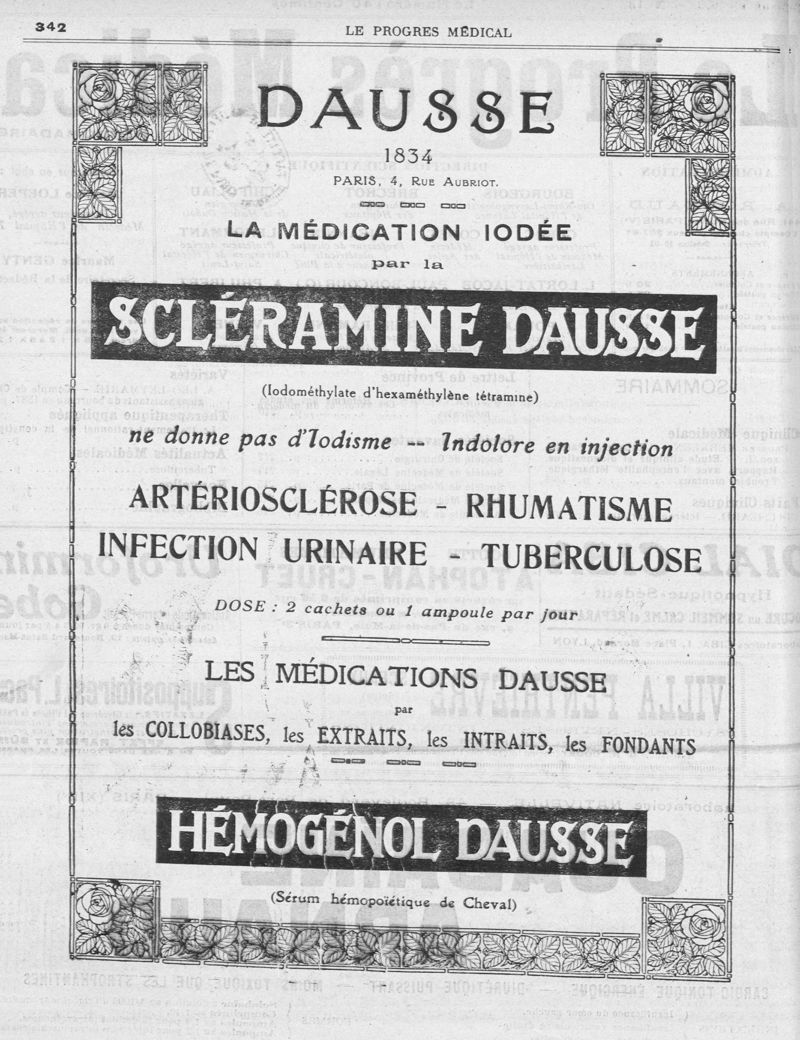 342
LE PROGRES MÉDICAL
DAUSSE
1834
PARIS, 4, RUE AUBRIOT.
LA MÉDICATION IODÉE
par la
SCLÉRAMINE DAUSSE
(Iodométhylate d'hexaméthylène tétramine)
ne donne pas d'Iodisme -- Indolore en injection
ARTÉRIOSCLÉROSE - RHUMATISME
INFECTION URINAIRE - TUBERCULOSE
DOSE : 2 cachets ou 1 ampoule par jour
LES MÉDICATIONS DAUSSE
par
les COLLOBIASES, les EXTRAITS, les INTRAITS, les FONDANTS
HÉMOGÉNOL DAUSSE
(Sérum hémopoïétique de Cheval)